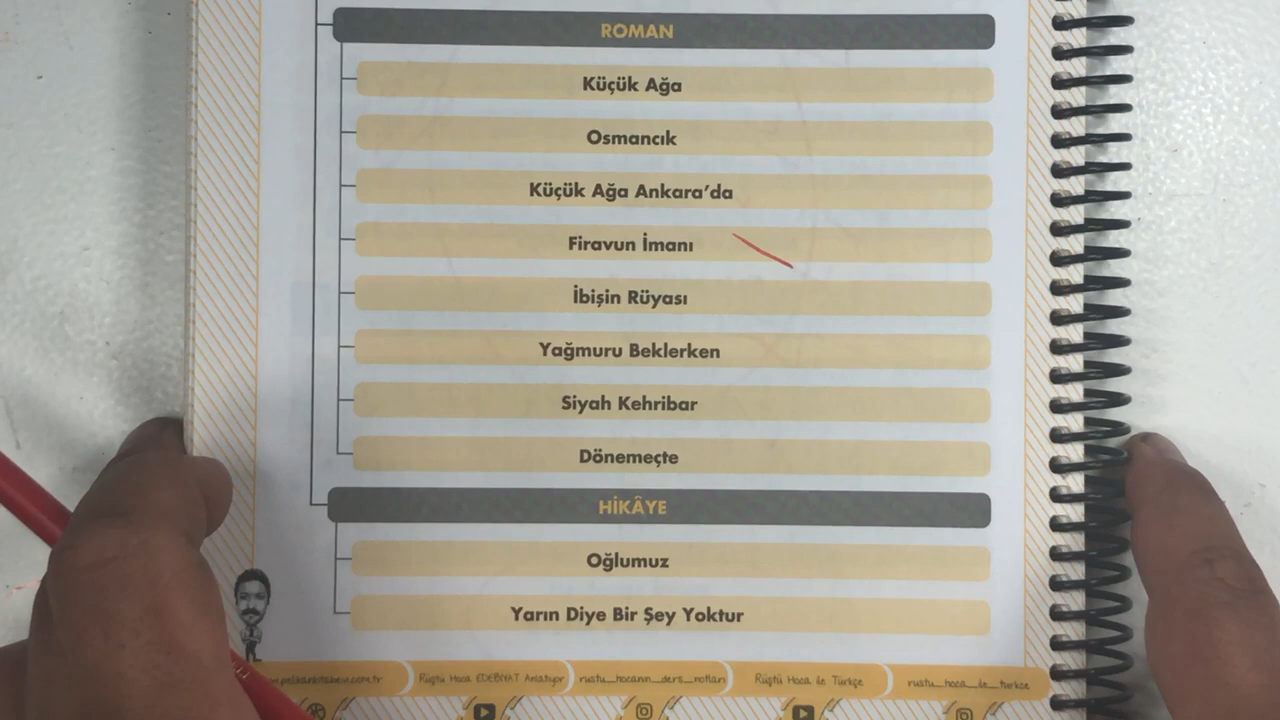 ROMAN
Küçük Ağa
Osmancık
Küçük Ağa Ankara'da
Firavun İmanı
İbişin Rüyası
Yağmuru Beklerken
Siyah Kehribar
Dönemeçte
HİKÂYE
Oğlumuz
Yarın Diye Bir Şey Yoktur
Rüştü Hoca EDEBİYAT Anlatıyor
rustu_hocanın_ders_notları
Rüştü Hoca ile Türkçe
rustu_hoca_ile_turkce